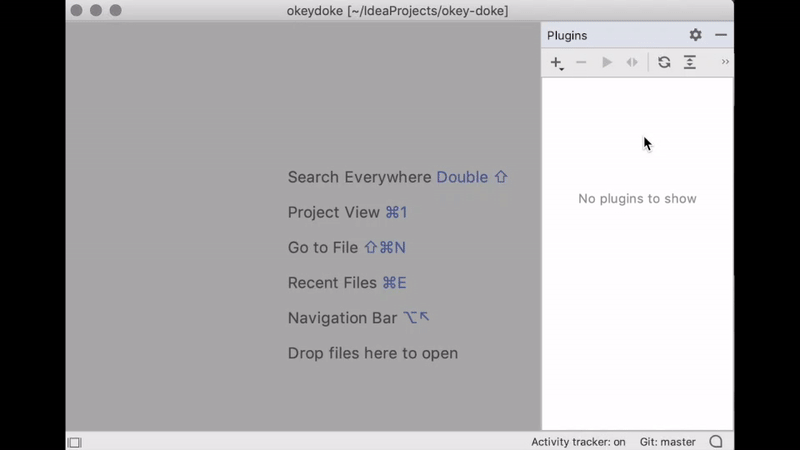 okeydoke [~/IdeaProjects/okey-doke]
Plugins
No plugins to show
Search Everywhere Double ⇧
Project View ⌘1
Go to File ⇧⌘N
Recent Files ⌘E
Navigation Bar ⌥↖
Drop files here to open
Activity tracker: on Git: master